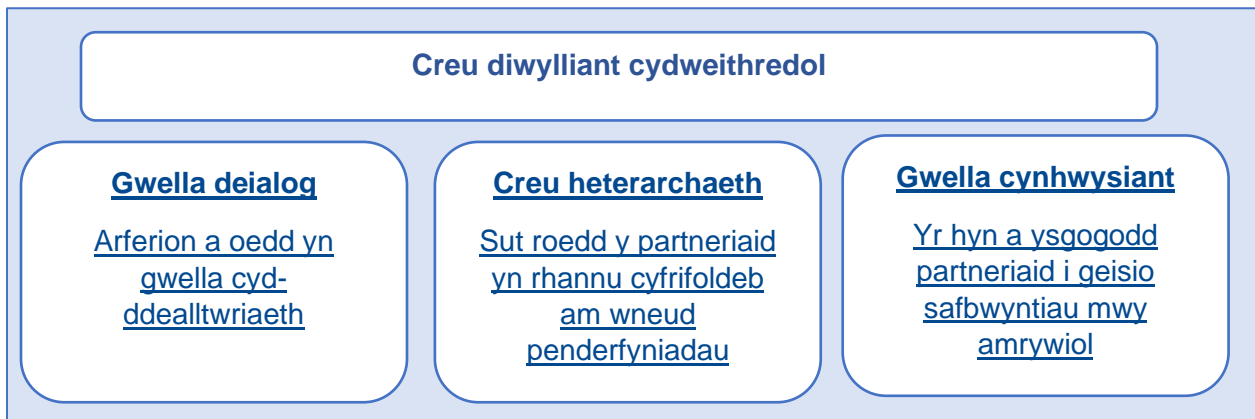 Creu diwylliant cydweithredol
Gwella deialog
Arferion a oedd yn
gwella cyd-
ddealltwriaeth
Creu heterarchaeth
Sut roedd y partneriaid
yn rhannu cyfrifoldeb
am wneud
penderfyniadau
Gwella cynhwysiant
Yr hyn a ysgogodd
partneriaid i geisio
safbwyntiau mwy
amrywiol